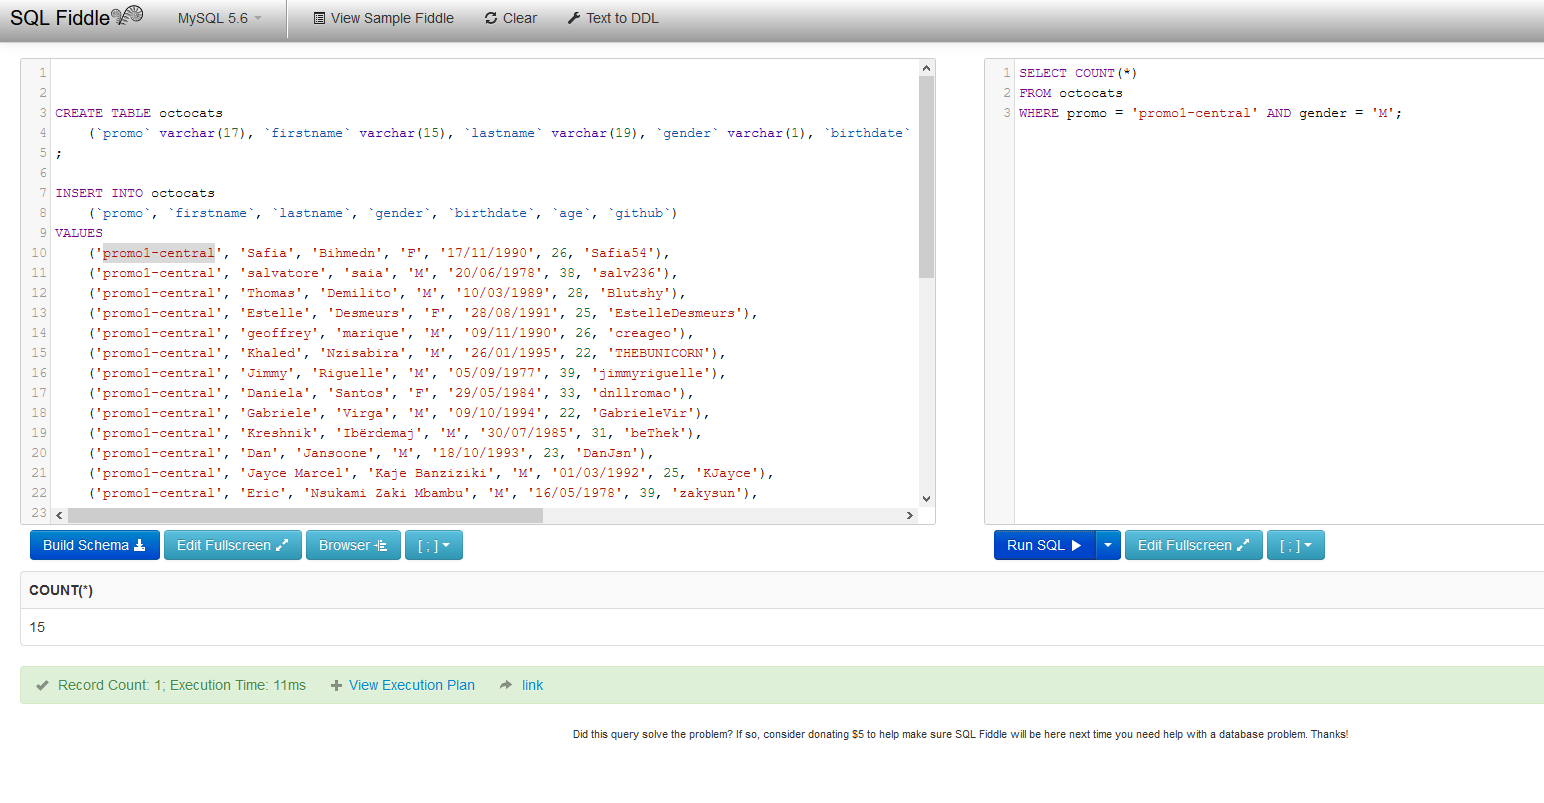 SQL Fiddle MySQL 5.6 View Sample Fiddle Clear Text to DDL
1
2
3 CREATE TABLE octocats
4 (`promo` varchar(17), `firstname` varchar(15), `lastname` varchar(19), `gender` varchar(1), `birthdate`
5 ;
6
7 INSERT INTO octocats
8 (`promo`, `firstname`, `lastname`, `gender`, `birthdate`, `age`, `github`)
9 VALUES
10 ('promo1-central', 'Safia', 'Bihmedn', 'F', '17/11/1990', 26, 'Safia54'),
11 ('promo1-central', 'salvatore', 'saia', 'M', '20/06/1978', 38, 'salv236'),
12 ('promo1-central', 'Thomas', 'Demilito', 'M', '10/03/1989', 28, 'Blutshy'),
13 ('promo1-central', 'Estelle', 'Desmeurs', 'F', '28/08/1991', 25, 'EstelleDesmeurs'),
14 ('promo1-central', 'geoffrey', 'marique', 'M', '09/11/1990', 26, 'creageo'),
15 ('promo1-central', 'Khaled', 'Nzisabira', 'M', '26/01/1995', 22, 'THEBUNICORN'),
16 ('promo1-central', 'Jimmy', 'Riguelle', 'M', '05/09/1977', 39, 'jimmyriguelle'),
17 ('promo1-central', 'Daniela', 'Santos', 'F', '29/05/1984', 33, 'dnllromao'),
18 ('promo1-central', 'Gabriele', 'Virga', 'M', '09/10/1994', 22, 'GabrieleVir'),
19 ('promo1-central', 'Kreshnik', 'Ibërdemaj', 'M', '30/07/1985', 31, 'beThek'),
20 ('promo1-central', 'Dan', 'Jansoone', 'M', '18/10/1993', 23, 'DanJsn'),
21 ('promo1-central', 'Jayce Marcel', 'Kaje Banziziki', 'M', '01/03/1992', 25, 'KJayce'),
22 ('promo1-central', 'Eric', 'Nsukami Zaki Mbambu', 'M', '16/05/1978', 39, 'zakysun'),
23
1 SELECT COUNT(*)
2 FROM octocats
3 WHERE promo = 'promo1-central' AND gender = 'M';
Build Schema Edit Fullscreen Browser [ ; ]
Run SQL Edit Fullscreen [ ; ]
COUNT(*)
15
Record Count: 1; Execution Time: 11ms View Execution Plan link
Did this query solve the problem? If so, consider donating $5 to help make sure SQL Fiddle will be here next time you need help with a database problem. Thanks!